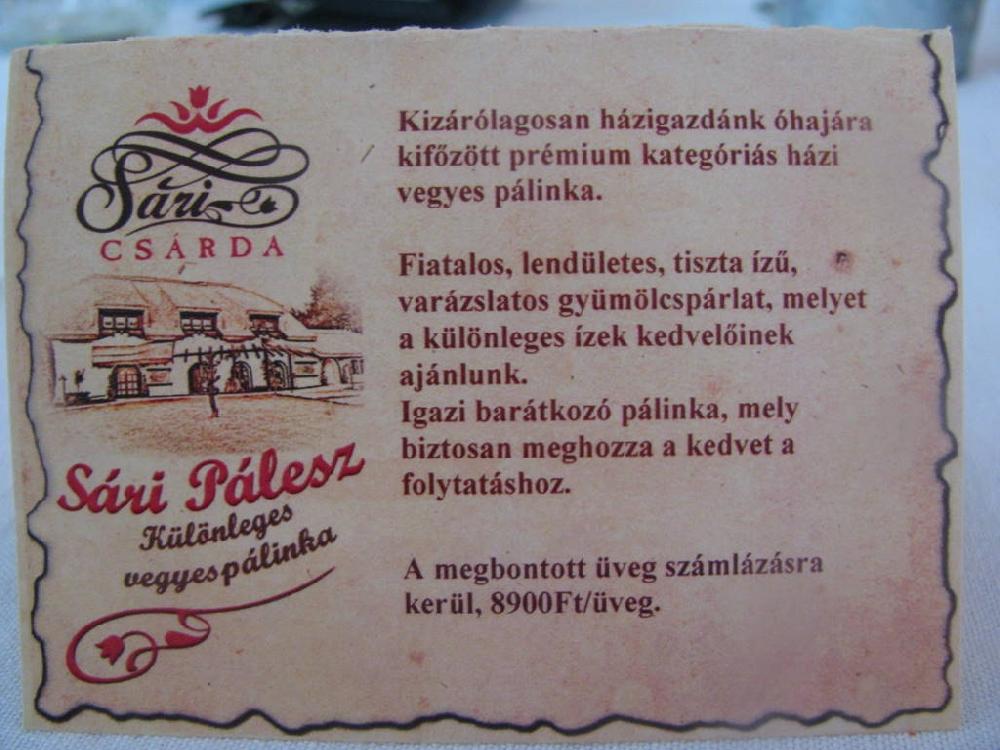 Sári
CSÁRDA
Sári Pálesz
Különleges
vegyespálinka
Kizárólagosan házigazdánk óhajára
kifőzött prémium kategóriás házi
vegyes pálinka.
Fiatalos, lendületes, tiszta ízű,
varázslatos gyümölcspárlat, melyet
a különleges ízek kedvelőinek
ajánlunk.
Igazi barátkozó pálinka, mely
biztosan meghozza a kedvet a
folytatáshoz.
A megbontott üveg számlázásra
kerül, 8900Ft/üveg.